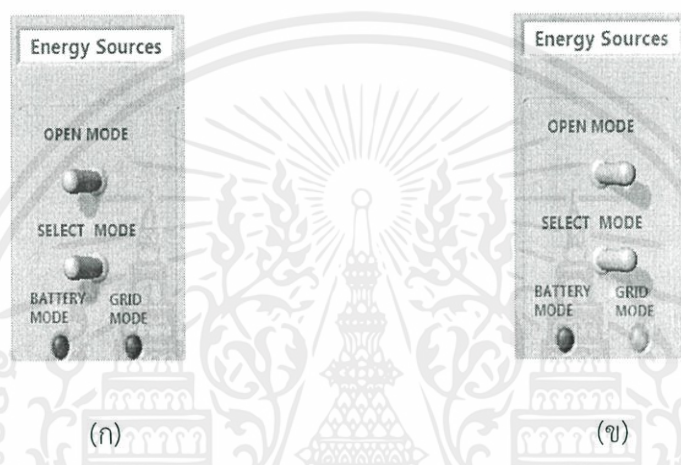 Energy Sources
OPEN MODE
SELECT MODE
BATTERY MODE
GRID MODE
(ก)
Energy Sources
OPEN MODE
SELECT MODE
BATTERY MODE
GRID MODE
(ข)